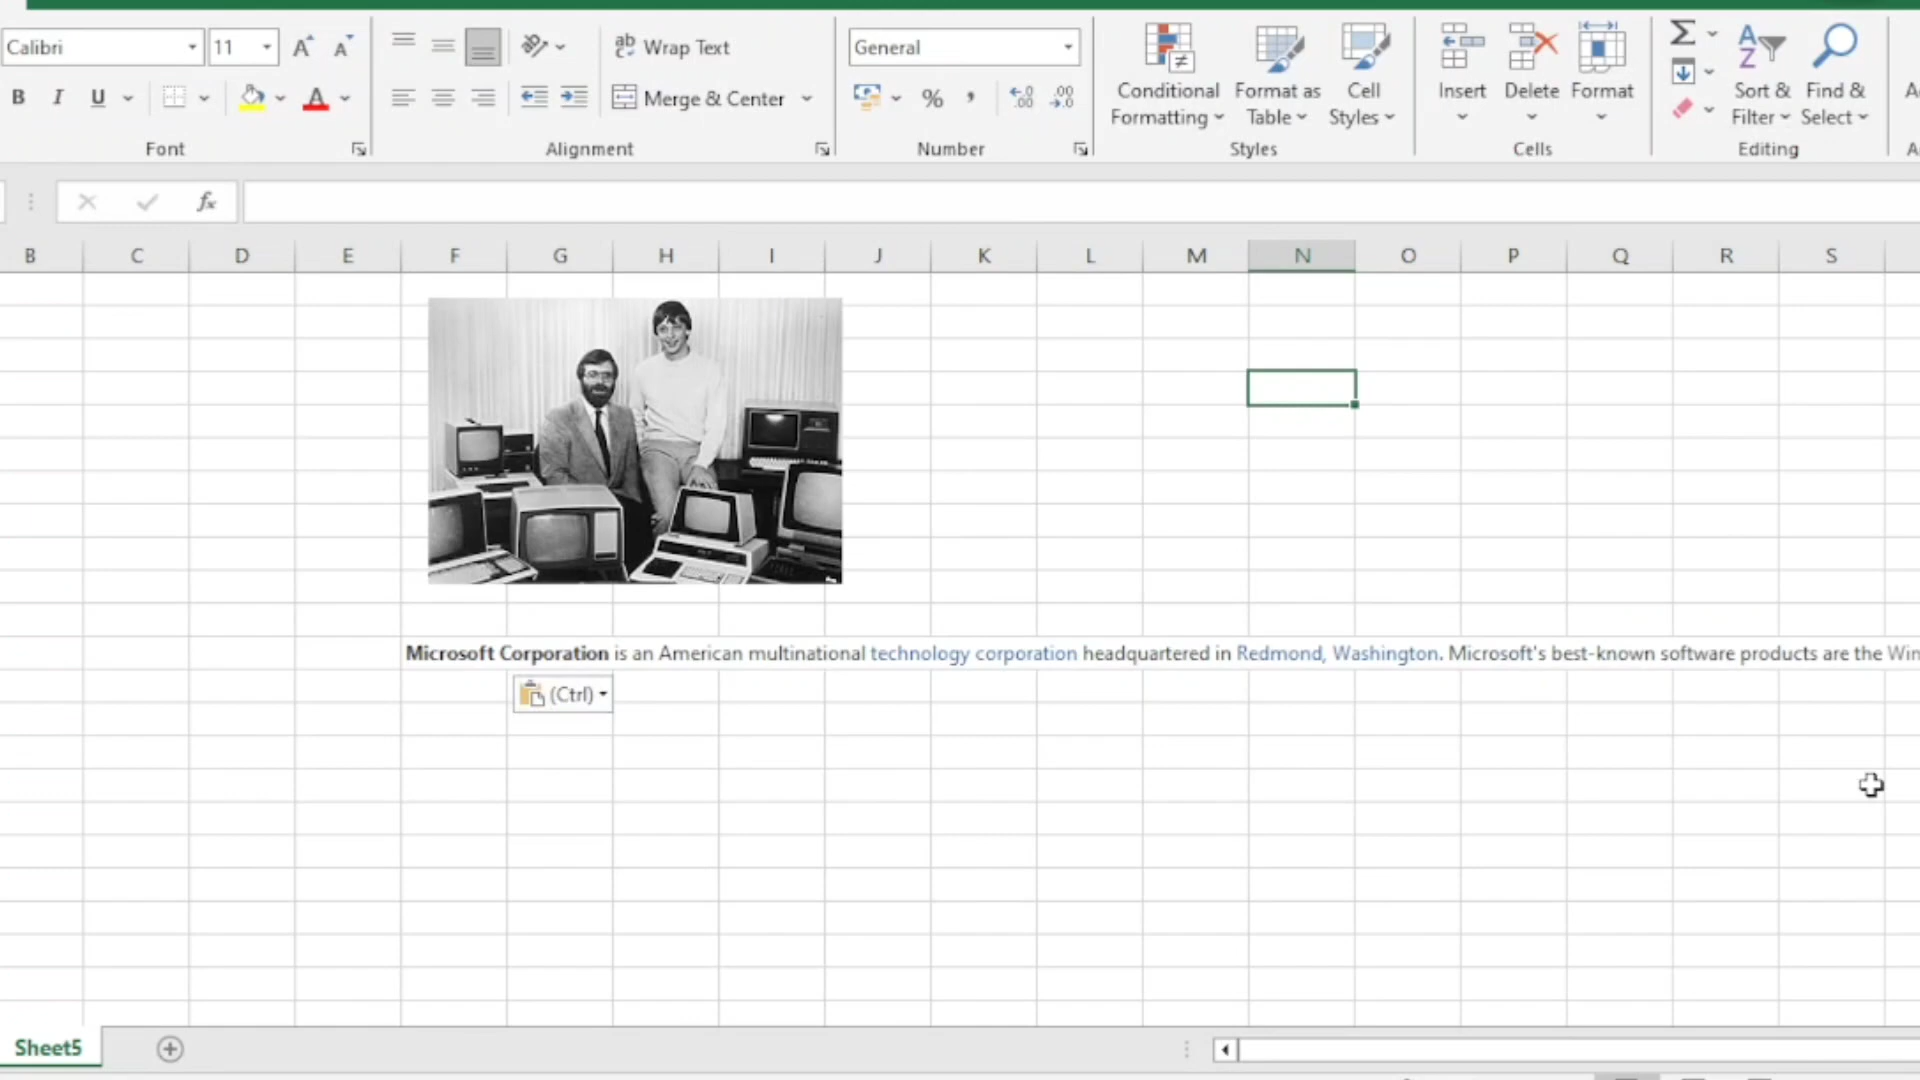 Calibri 11 A A ab Wrap Text General
B I U A Merge & Center % , Conditional Formatting Format as Table Cell Styles Insert Delete Format Sort & Filter Find & Select
Font Alignment Number Styles Cells Editing
fx
B C D E F G H I J K L M N O P Q R S
Microsoft Corporation is an American multinational technology corporation headquartered in Redmond, Washington. Microsoft's best-known software products are the Win
(Ctrl)
Sheet5